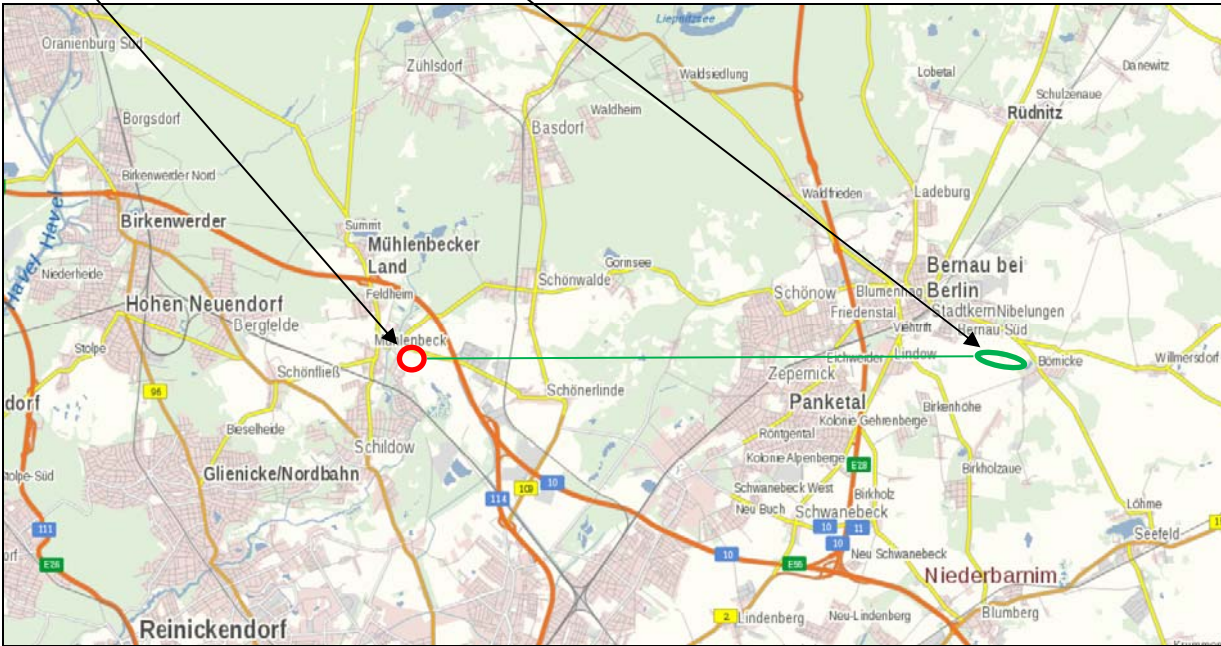 Liepnitzsee
Oranienburg Süd
Zühlsdorf
Waldsiedlung
Lobetal
Danewitz
Schulzenaue
Rüdnitz
Borgsdorf
Waldheim
Basdorf
Birkenwerder Nord
Waldfrieden
Ladeburg
Birkenwerder
Summt
Havel
Havel
Mühlenbecker
Land
Niederheide
Gorinsee
Bernau bei
Berlin
Feldheim
Schönwalde
Schönow
Blumenhag
Hohen Neuendorf
Bergfelde
Friedenstal
Stadtkern
Nibelungen
Viehtrift
Bernau Süd
Mühlenbeck
Stolpe
Schönfließ
Eichwerder
Lindow
Börnicke
Willmersdorf
Zepernick
Schönerlinde
96
dorf
Panketal
Birkenhöhe
Kolonie Gehrenberge
Bieselheide
Schildow
Röntgental
Glienicke/Nordbahn
Kolonie Alpenberge
E28
Birkholzaue
Stolpe-Süd
Schwanebeck West
Birkholz
109
10
114
Neu Buch
Schwanebeck
Löhme
111
10
11
Seefeld
10
10
Neu Schwanebeck
E26
E55
Niederbarnim
Blumberg
2
Lindenberg
Neu-Lindenberg
Reinickendorf